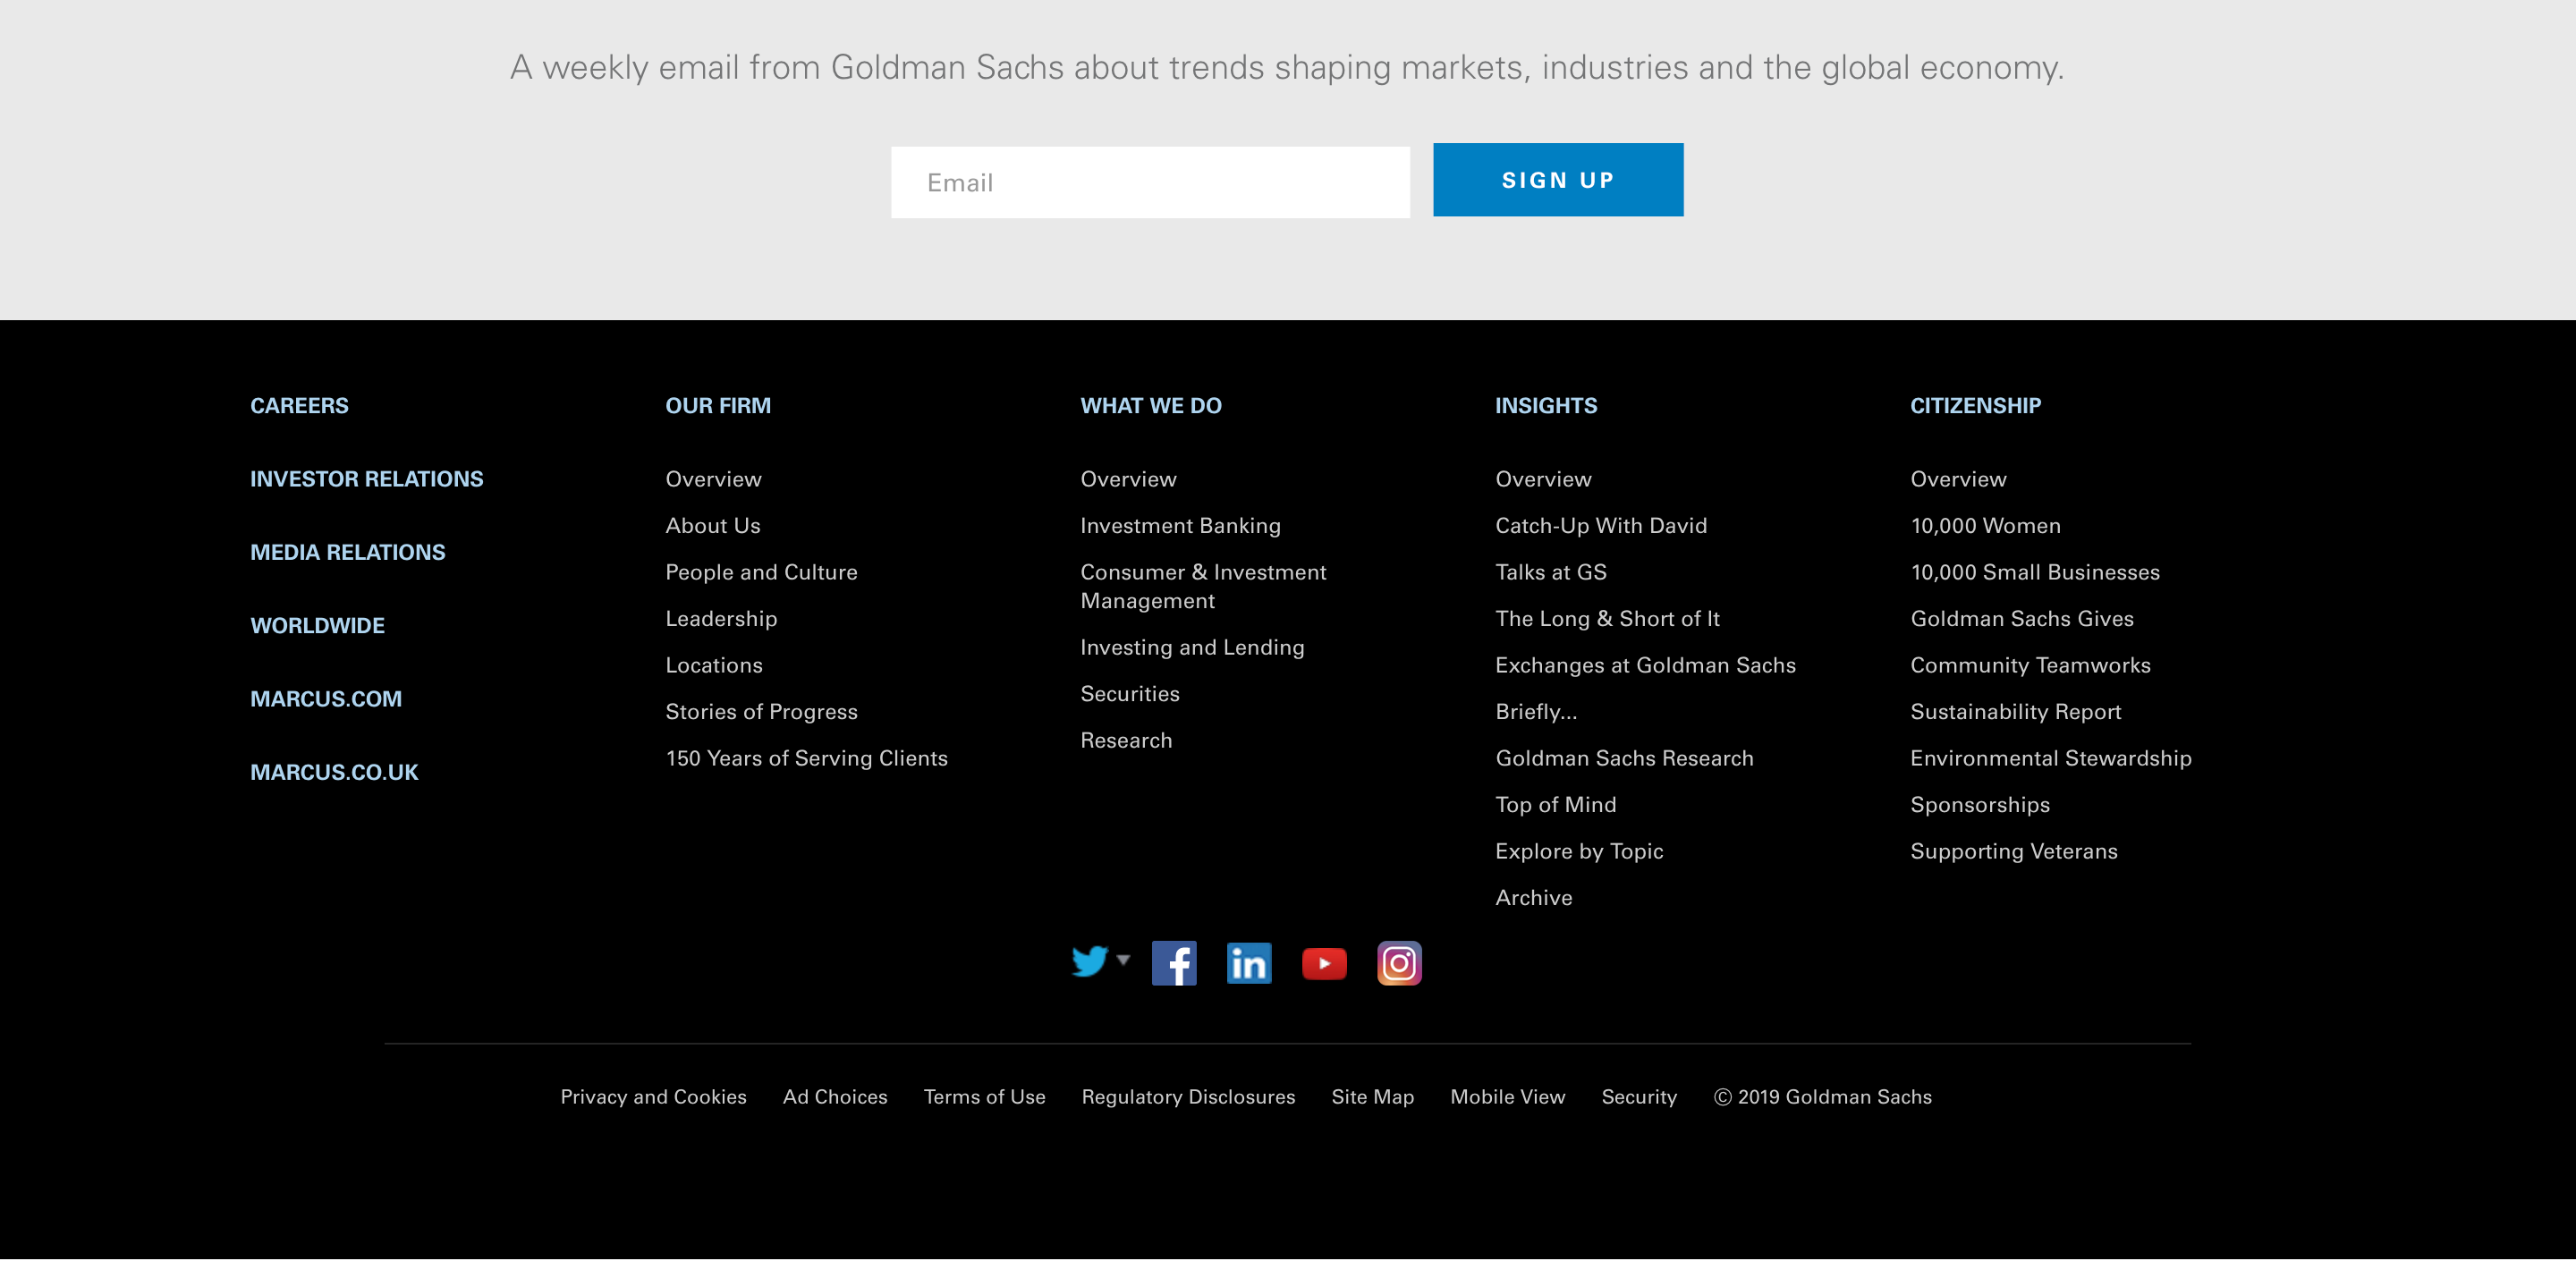 A weekly email from Goldman Sachs about trends shaping markets, industries and the global economy.
Email
SIGN UP
CAREERS
INVESTOR RELATIONS
MEDIA RELATIONS
WORLDWIDE
MARCUS.COM
MARCUS.CO.UK
OUR FIRM
Overview
About Us
People and Culture
Leadership
Locations
Stories of Progress
150 Years of Serving Clients
WHAT WE DO
Overview
Investment Banking
Consumer & Investment
Management
Investing and Lending
Securities
Research
INSIGHTS
Overview
Catch-Up With David
Talks at GS
The Long & Short of It
Exchanges at Goldman Sachs
Briefly...
Goldman Sachs Research
Top of Mind
Explore by Topic
Archive
CITIZENSHIP
Overview
10,000 Women
10,000 Small Businesses
Goldman Sachs Gives
Community Teamworks
Sustainability Report
Environmental Stewardship
Sponsorships
Supporting Veterans
Privacy and Cookies Ad Choices Terms of Use Regulatory Disclosures Site Map Mobile View Security © 2019 Goldman Sachs